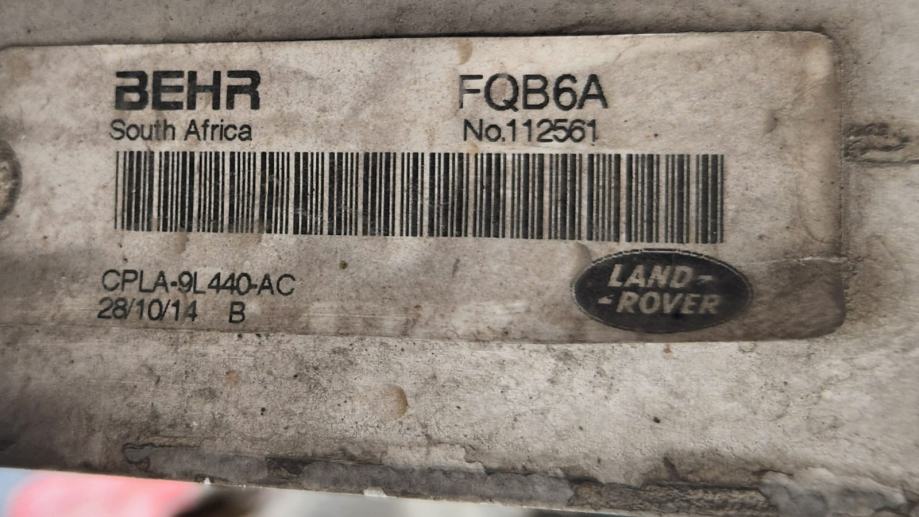 BEHR
South Africa
FQB6A
No.112561
CPLA-9L440-AC
28/10/14 B
LAND-
-ROVER